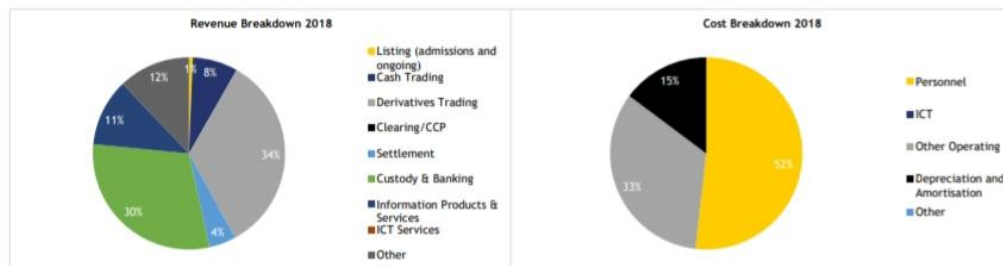 Revenue Breakdown 2018
1%
8%
12%
11%
34%
30%
4%
Listing (admissions and
ongoing)
Cash Trading
Derivatives Trading
Clearing/CCP
Settlement
Custody & Banking
Information Products &
Services
ICT Services
Other
Cost Breakdown 2018
15%
52%
33%
Personnel
ICT
Other Operating
Depreciation and
Amortisation
Other